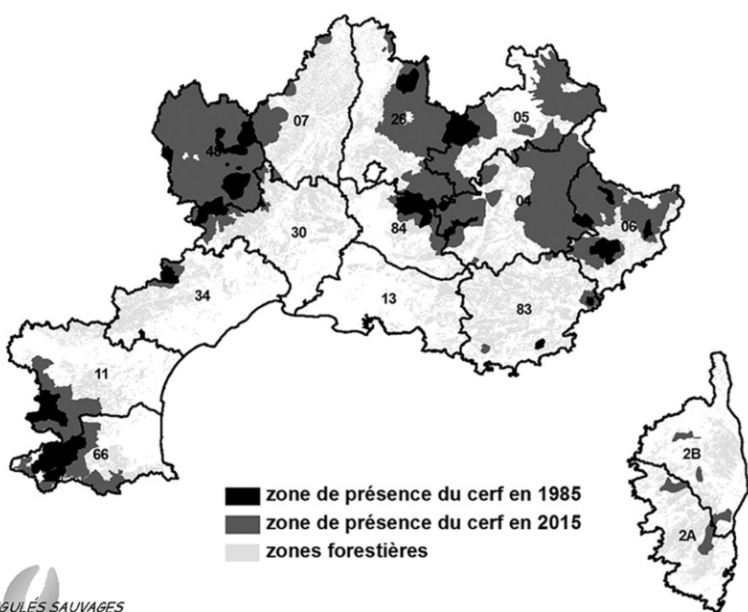 05
07
26
48
04
06
30
84
34
13
83
11
66
2B
2A
zone de présence du cerf en 1985
zone de présence du cerf en 2015
zones forestières
SAUVAGES